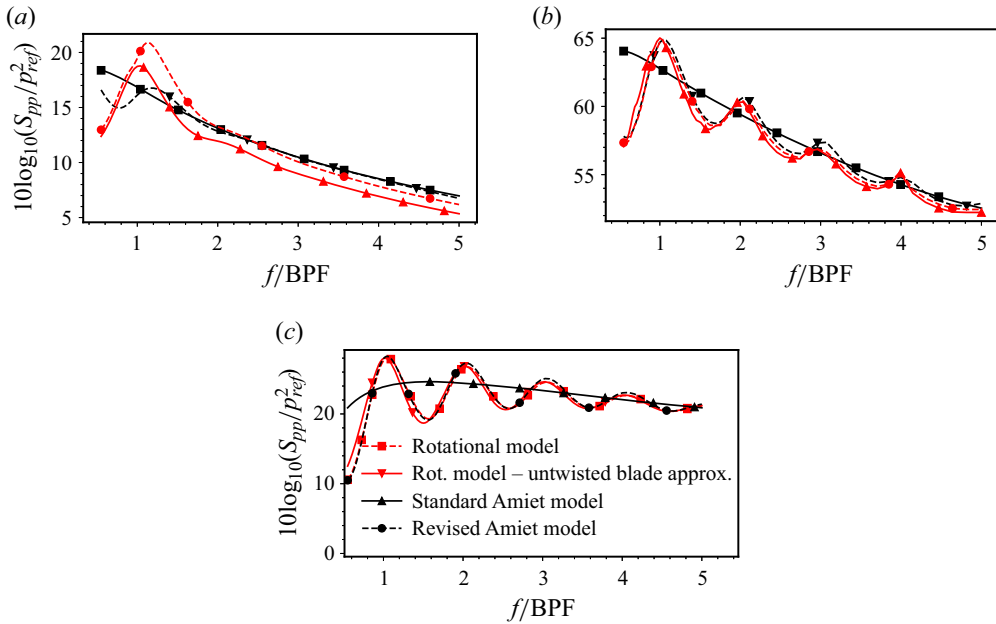 (a)
10log10(Spp/p2ref)
20
15
10
5
1 2 3 4 5
f/BPF
(b)
65
60
55
1 2 3 4 5
f/BPF
(c)
10log10(Spp/p2ref)
20
10
0
Rotational model
Rot. model – untwisted blade approx.
Standard Amiet model
Revised Amiet model
1 2 3 4 5
f/BPF